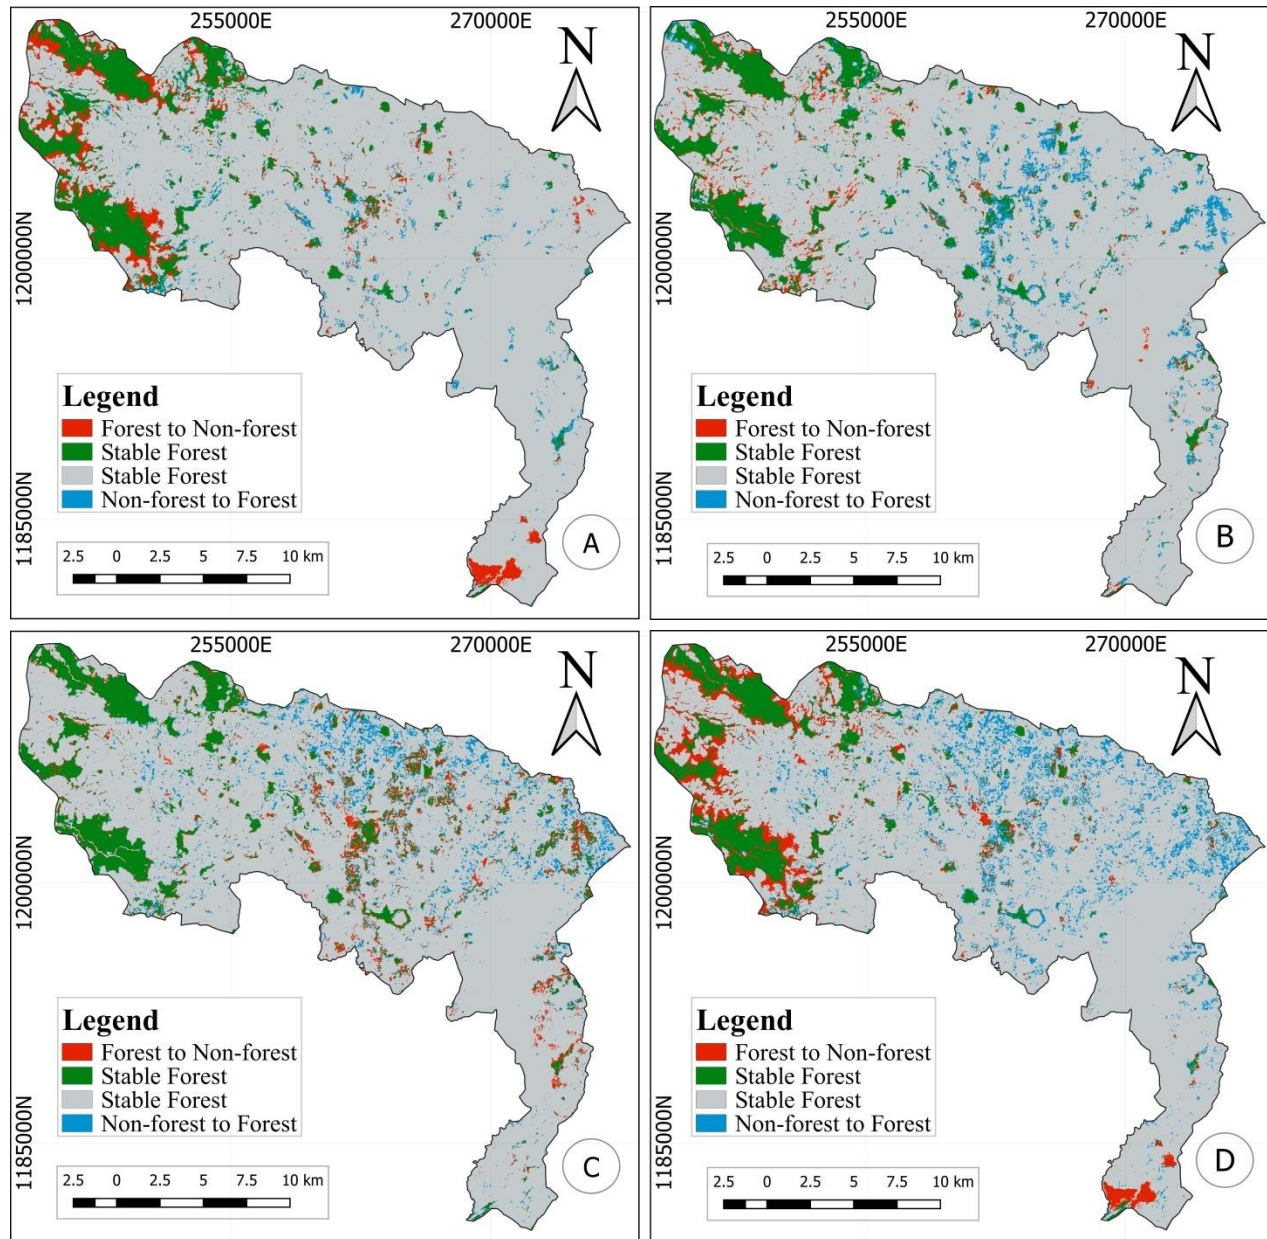 255000E 270000E
N
1200000N
Legend
Forest to Non-forest
Stable Forest
Stable Forest
Non-forest to Forest
1185000N
A
2.5 0 2.5 5 7.5 10 km
255000E 270000E
N
1200000N
Legend
Forest to Non-forest
Stable Forest
Stable Forest
Non-forest to Forest
1185000N
B
2.5 0 2.5 5 7.5 10 km
255000E 270000E
N
1200000N
Legend
Forest to Non-forest
Stable Forest
Stable Forest
Non-forest to Forest
1185000N
C
2.5 0 2.5 5 7.5 10 km
255000E 270000E
N
1200000N
Legend
Forest to Non-forest
Stable Forest
Stable Forest
Non-forest to Forest
1185000N
D
2.5 0 2.5 5 7.5 10 km